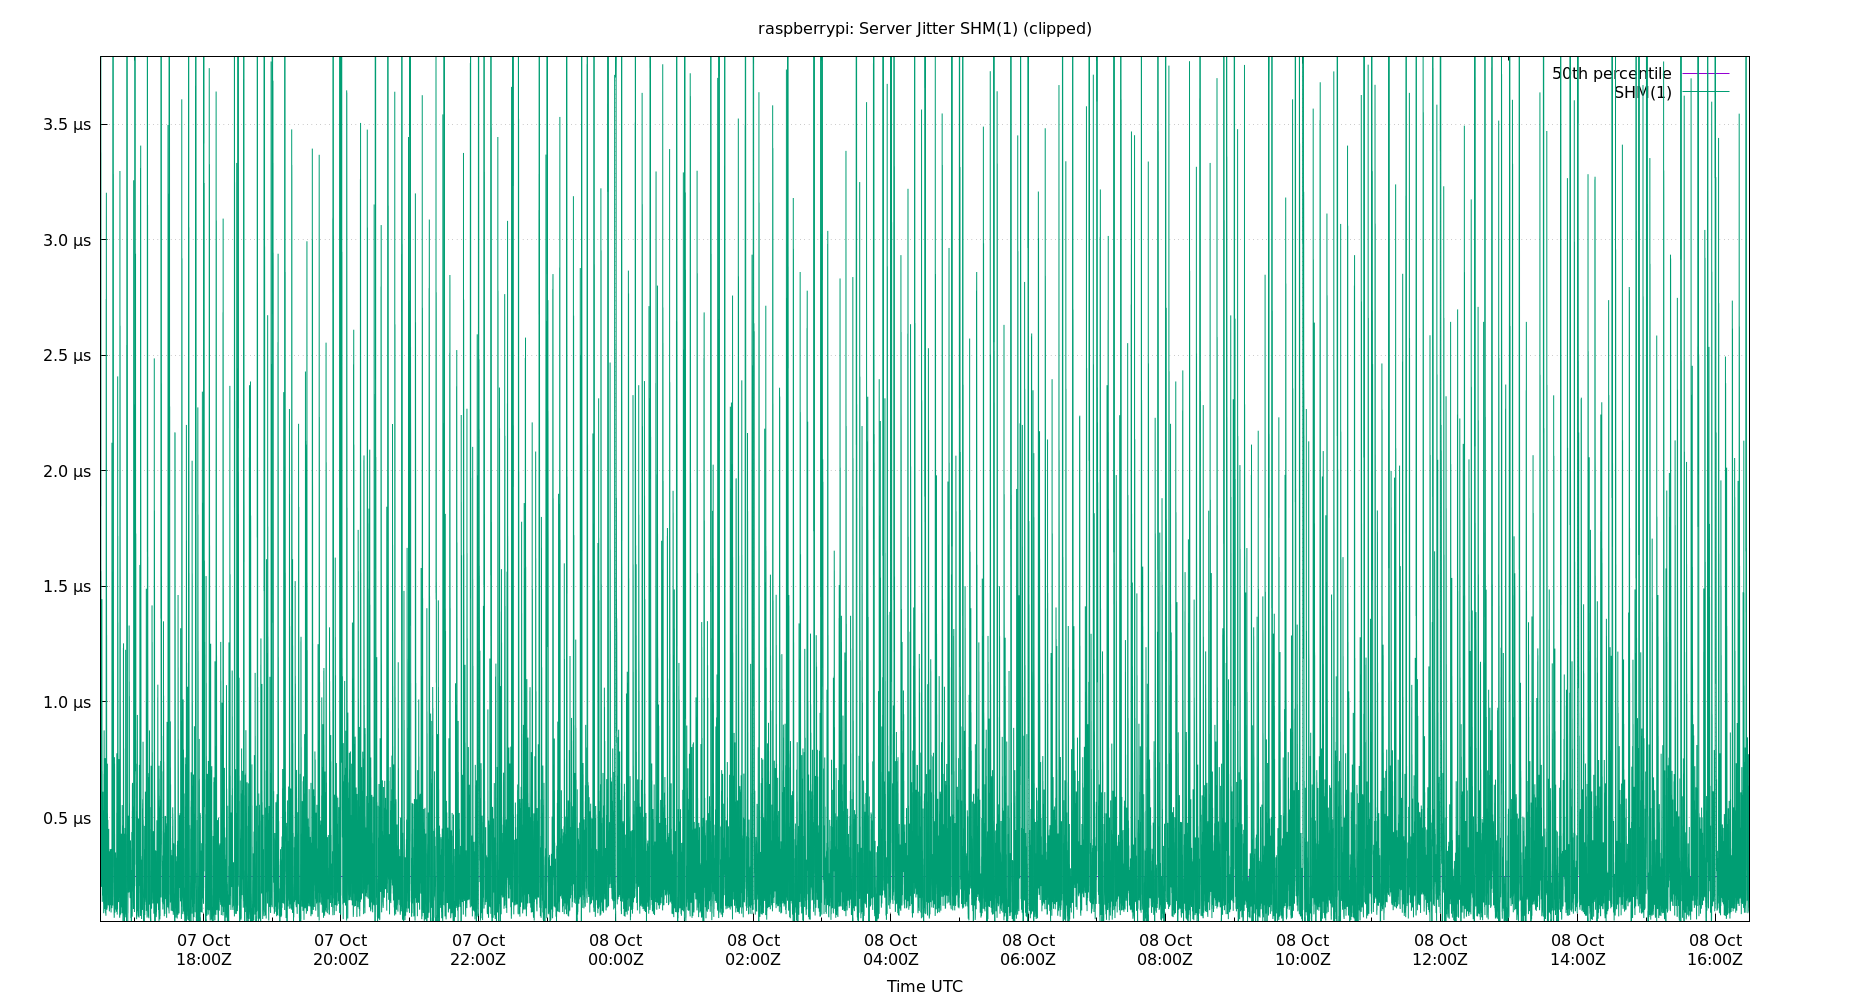 raspberrypi: Server Jitter SHM(1) (clipped)
50th percentile
SHM(1)
3.5 µs
3.0 µs
2.5 µs
2.0 µs
1.5 µs
1.0 µs
0.5 µs
07 Oct 07 Oct 07 Oct 08 Oct 08 Oct 08 Oct 08 Oct 08 Oct 08 Oct 08 Oct 08 Oct 08 Oct
18:00Z 20:00Z 22:00Z 00:00Z 02:00Z 04:00Z 06:00Z 08:00Z 10:00Z 12:00Z 14:00Z 16:00Z
Time UTC